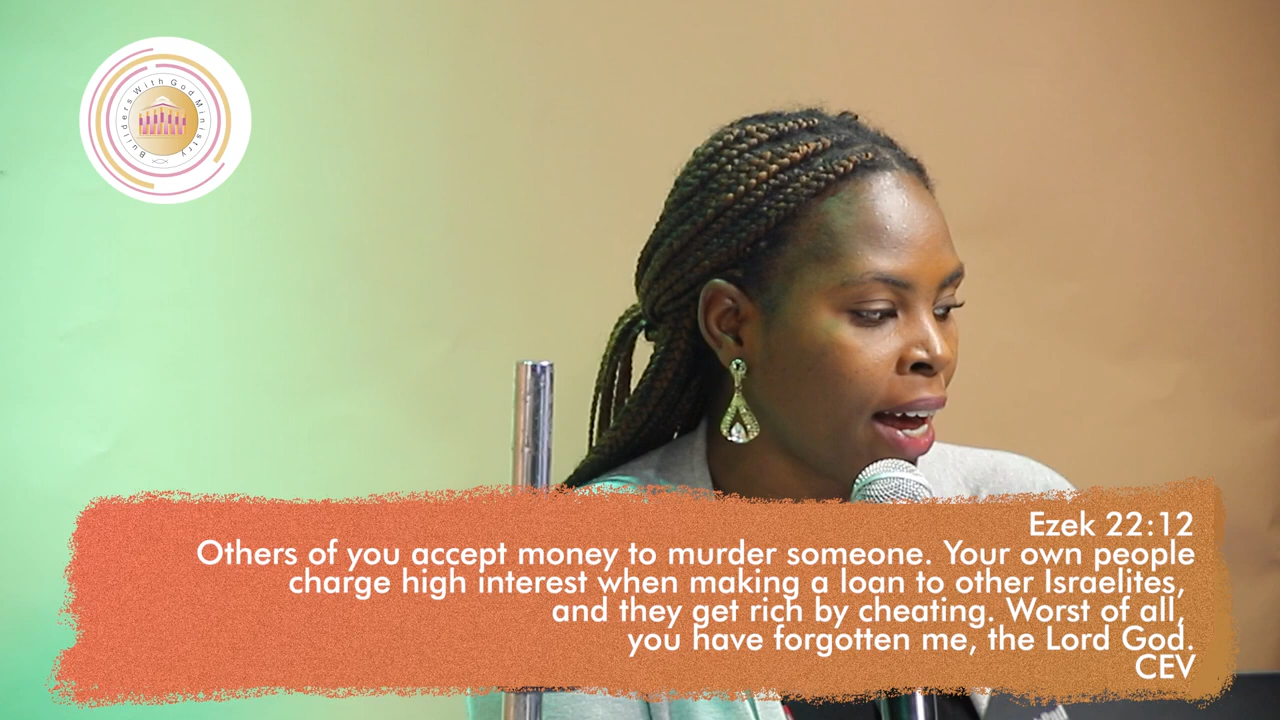 Builders With God Ministry
Ezek 22:12
Others of you accept money to murder someone. Your own people
charge high interest when making a loan to other Israelites,
and they get rich by cheating. Worst of all,
you have forgotten me, the Lord God.
CEV